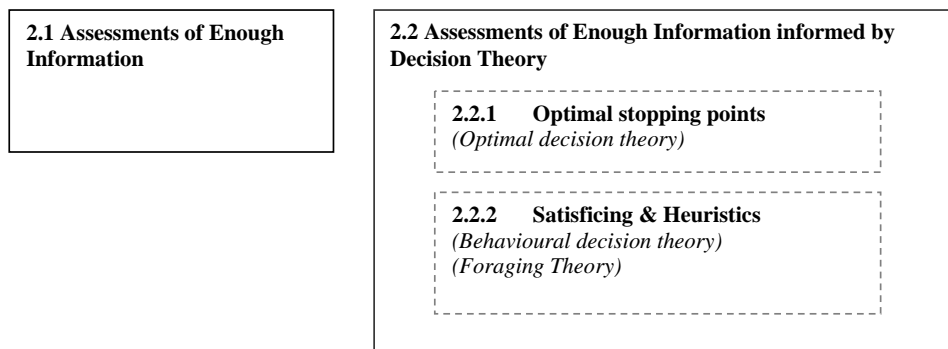 2.1 Assessments of Enough
Information
2.2 Assessments of Enough Information informed by
Decision Theory
2.2.1 Optimal stopping points
(Optimal decision theory)
2.2.2 Satisficing & Heuristics
(Behavioural decision theory)
(Foraging Theory)